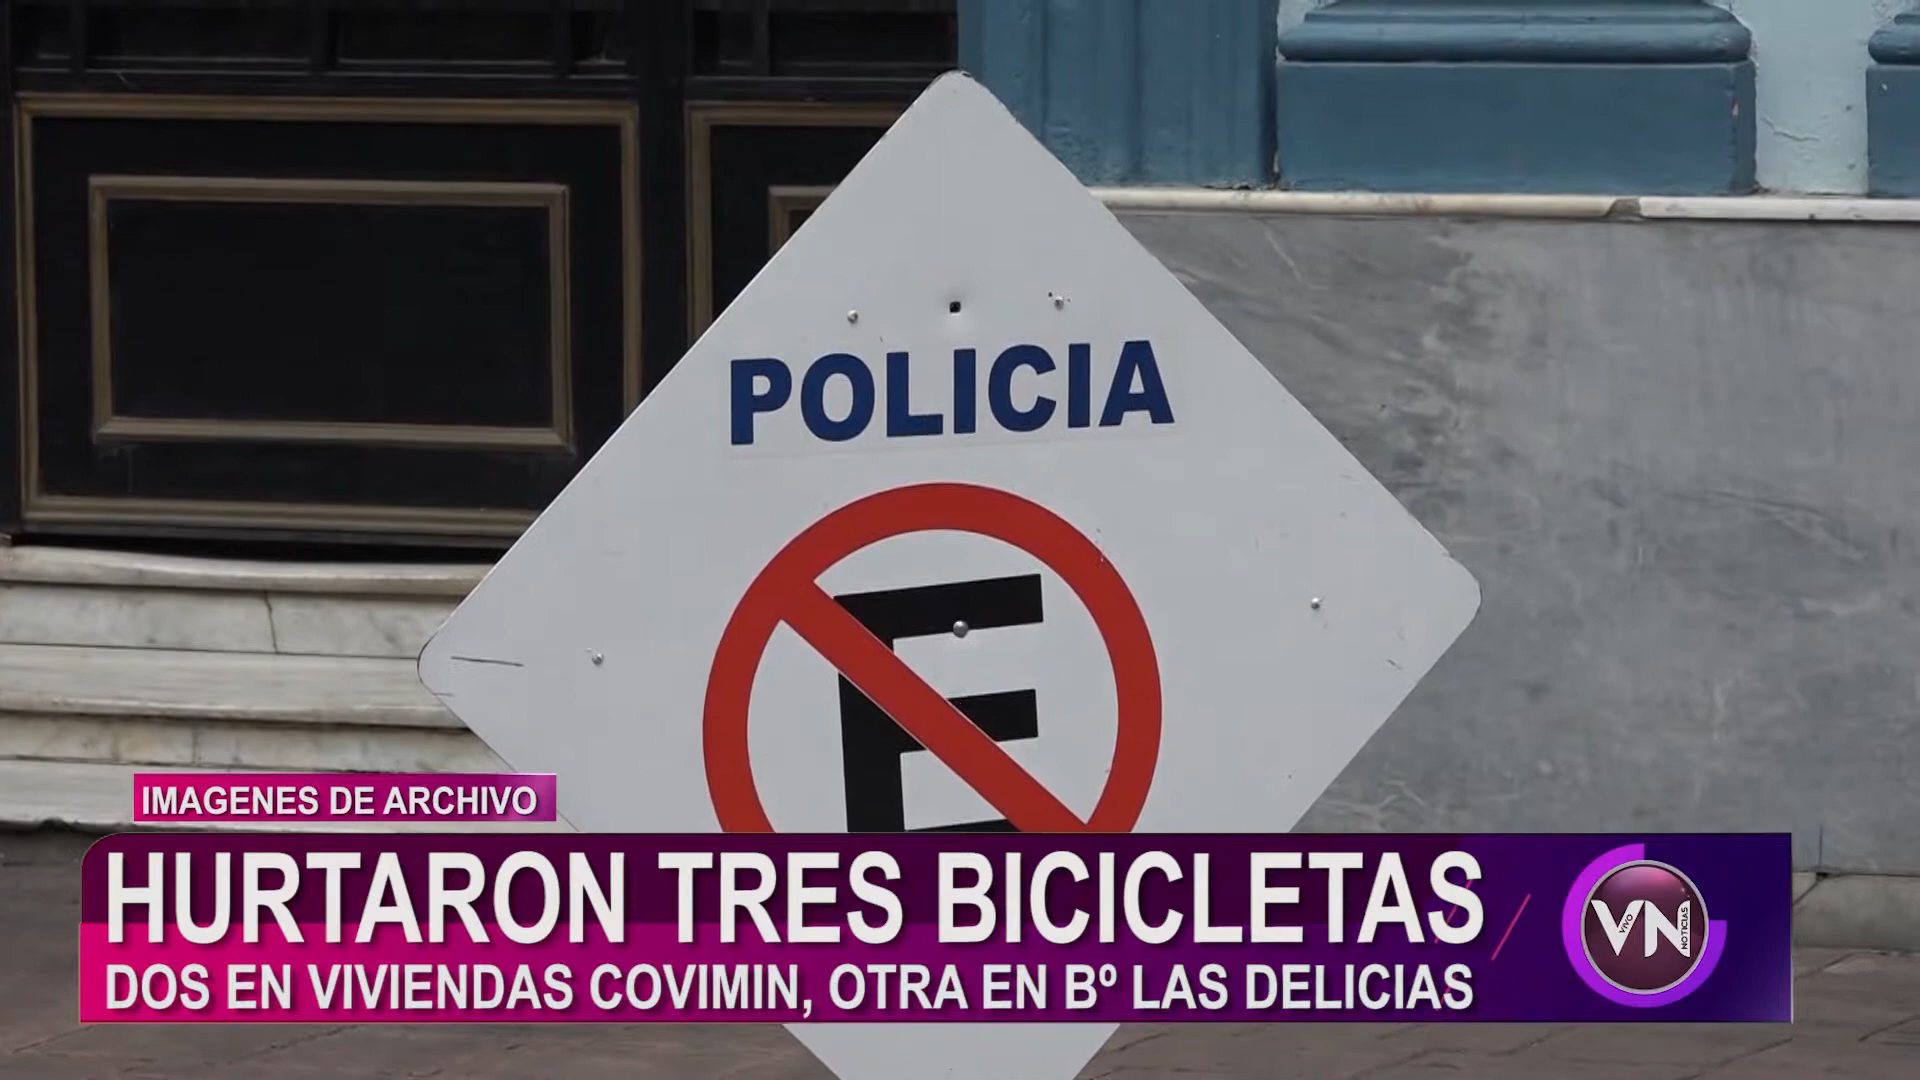 POLICIA
E
IMAGENES DE ARCHIVO
HURTARON TRES BICICLETAS
DOS EN VIVIENDAS COVIMIN, OTRA EN Bº LAS DELICIAS
VIVO
VN
NOTICIAS